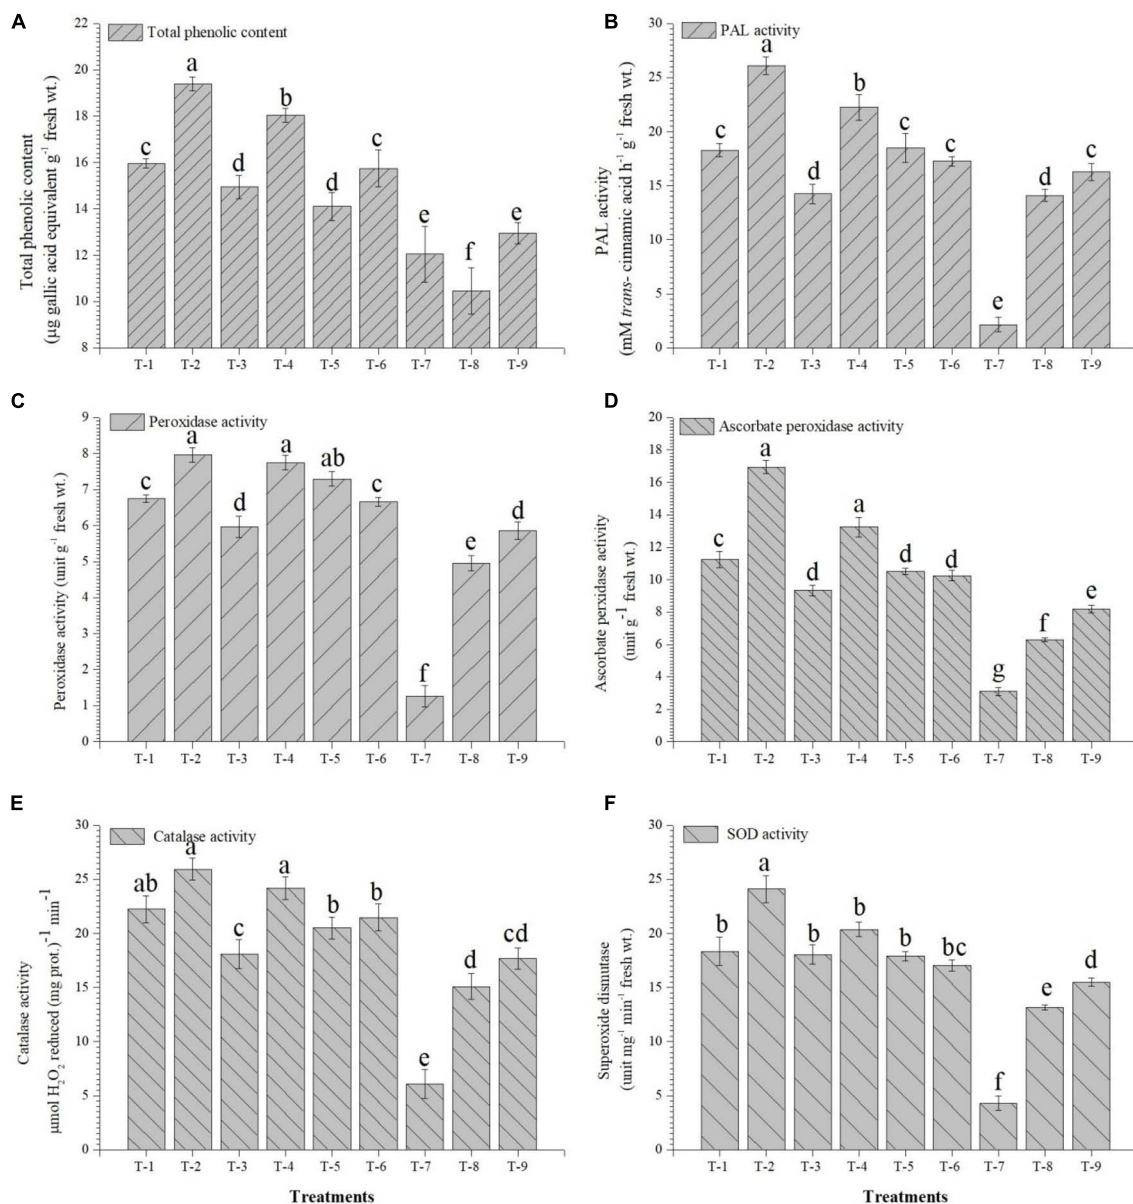 A
Total phenolic content
Total phenolic content
(µg gallic acid equivalent g⁻¹ fresh wt.)
22
20
18
16
14
12
10
8
c
a
d
b
d
c
e
f
e
T-1 T-2 T-3 T-4 T-5 T-6 T-7 T-8 T-9
B
PAL activity
PAL activity
(mM trans- cinnamic acid h⁻¹ g⁻¹ fresh wt.)
30
25
20
15
10
5
0
c
a
d
b
c
c
e
d
c
T-1 T-2 T-3 T-4 T-5 T-6 T-7 T-8 T-9
C
Peroxidase activity
Peroxidase activity (unit g⁻¹ fresh wt.)
9
8
7
6
5
4
3
2
1
0
c
a
d
a
ab
c
f
e
d
T-1 T-2 T-3 T-4 T-5 T-6 T-7 T-8 T-9
D
Ascorbate peroxidase activity
Ascorbate perxidase activity
(unit g⁻¹ fresh wt.)
20
18
16
14
12
10
8
6
4
2
0
c
a
d
a
d
d
g
f
e
T-1 T-2 T-3 T-4 T-5 T-6 T-7 T-8 T-9
E
Catalase activity
Catalase activity
µmol H₂O₂ reduced (mg prot.)⁻¹ min⁻¹
30
25
20
15
10
5
0
ab
a
c
a
b
b
e
d
cd
T-1 T-2 T-3 T-4 T-5 T-6 T-7 T-8 T-9
Treatments
F
SOD activity
Superoxide dismutase
(unit mg⁻¹ min⁻¹ fresh wt.)
30
25
20
15
10
5
0
b
a
b
b
b
bc
f
e
d
T-1 T-2 T-3 T-4 T-5 T-6 T-7 T-8 T-9
Treatments